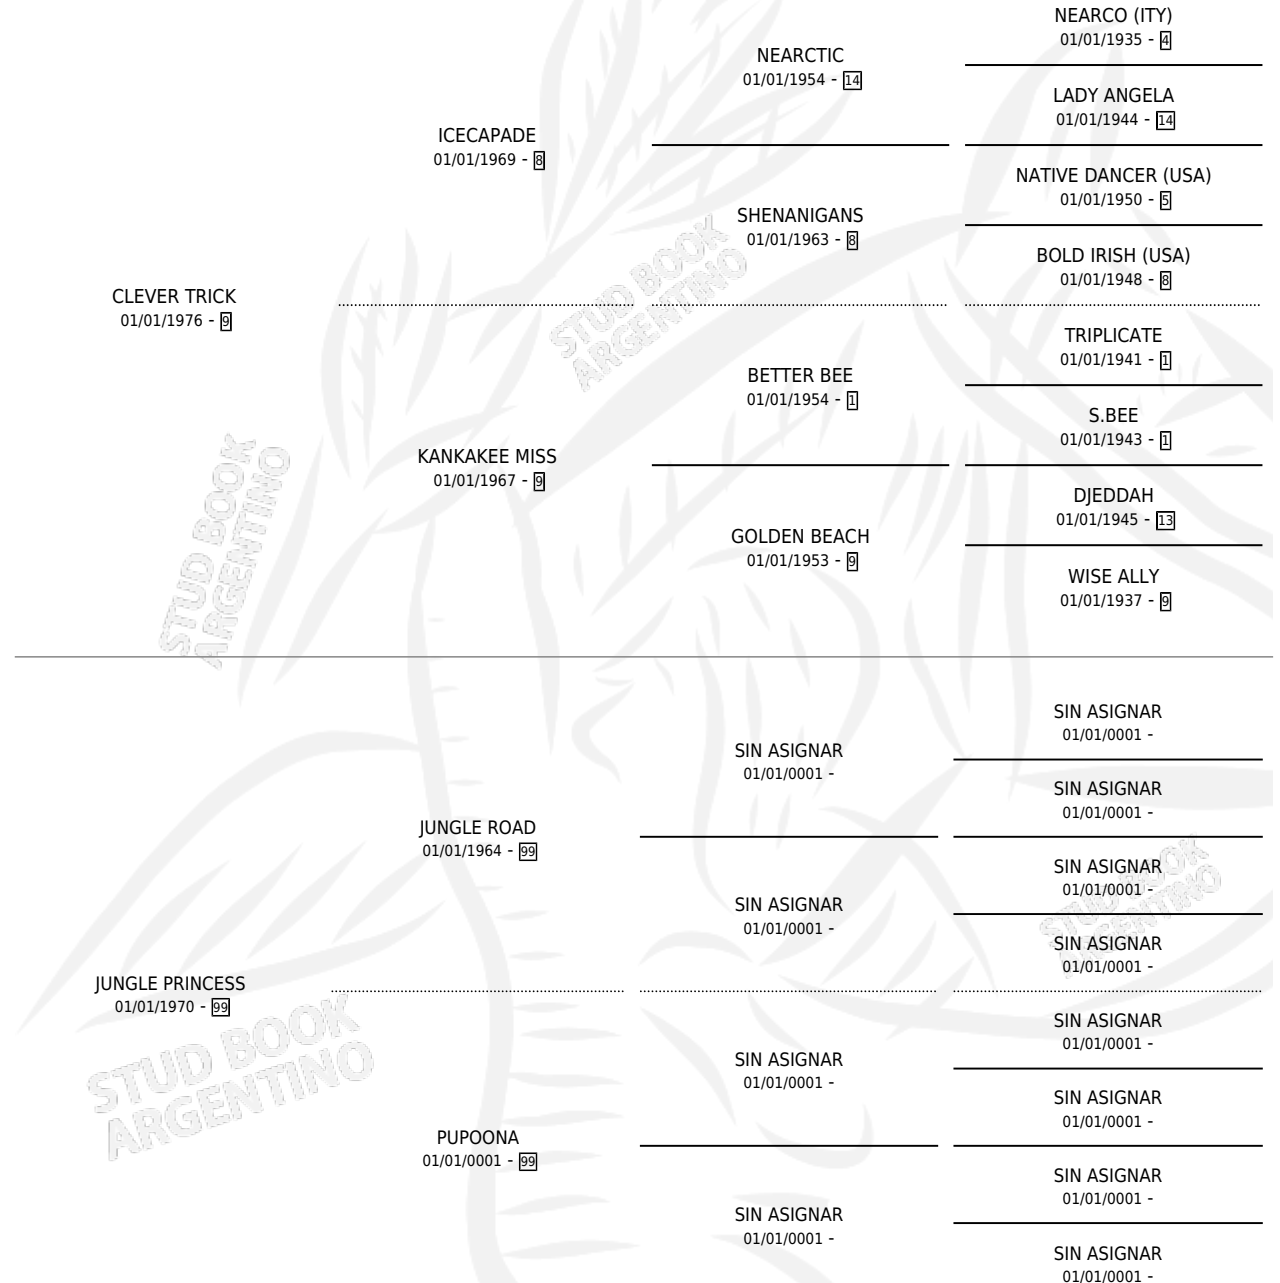 NEARCO (ITY)
01/01/1935 - 4
NEARCTIC
01/01/1954 - 14
LADY ANGELA
01/01/1944 - 14
ICECAPADE
01/01/1969 - 8
NATIVE DANCER (USA)
01/01/1950 - 5
SHENANIGANS
01/01/1963 - 8
BOLD IRISH (USA)
01/01/1948 - 8
CLEVER TRICK
01/01/1976 - 9
TRIPLICATE
01/01/1941 - 1
BETTER BEE
01/01/1954 - 1
S.BEE
01/01/1943 - 1
KANKAKEE MISS
01/01/1967 - 9
DJEDDAH
01/01/1945 - 13
GOLDEN BEACH
01/01/1953 - 9
WISE ALLY
01/01/1937 - 9
STUD BOOK
ARGENTINO
STUD BOOK
ARGENTINO
SIN ASIGNAR
01/01/0001 -
SIN ASIGNAR
01/01/0001 -
SIN ASIGNAR
01/01/0001 -
JUNGLE ROAD
01/01/1964 - 99
SIN ASIGNAR
01/01/0001 -
SIN ASIGNAR
01/01/0001 -
SIN ASIGNAR
01/01/0001 -
JUNGLE PRINCESS
01/01/1970 - 99
SIN ASIGNAR
01/01/0001 -
SIN ASIGNAR
01/01/0001 -
SIN ASIGNAR
01/01/0001 -
PUPOONA
01/01/0001 - 99
SIN ASIGNAR
01/01/0001 -
SIN ASIGNAR
01/01/0001 -
SIN ASIGNAR
01/01/0001 -
STUD BOOK
ARGENTINO
STUD BOOK
ARGENTINO